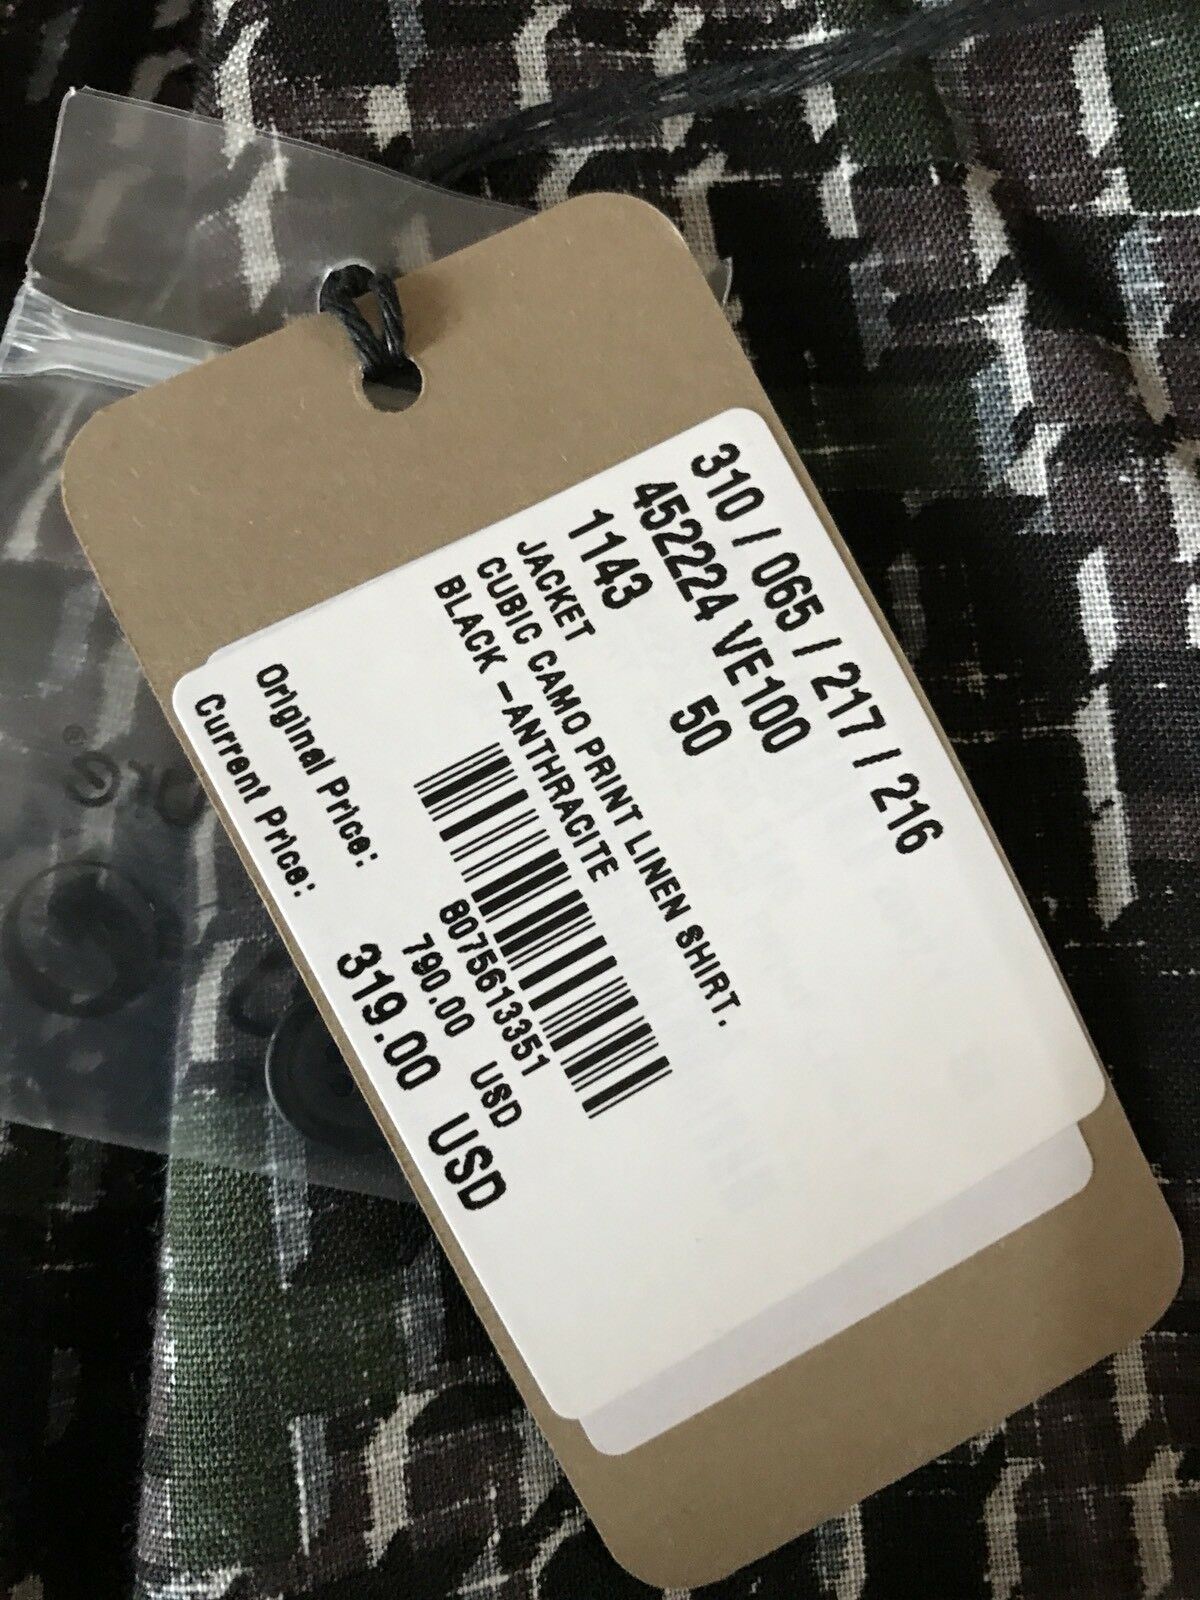 310 / 065 / 217 / 216
452224 VE100
1143 50
JACKET
CUBIC CAMO PRINT LINEN SHIRT.
BLACK -ANTHRACITE
8075613351
Original Price: 790.00 USD
Current Price: 319.00 USD